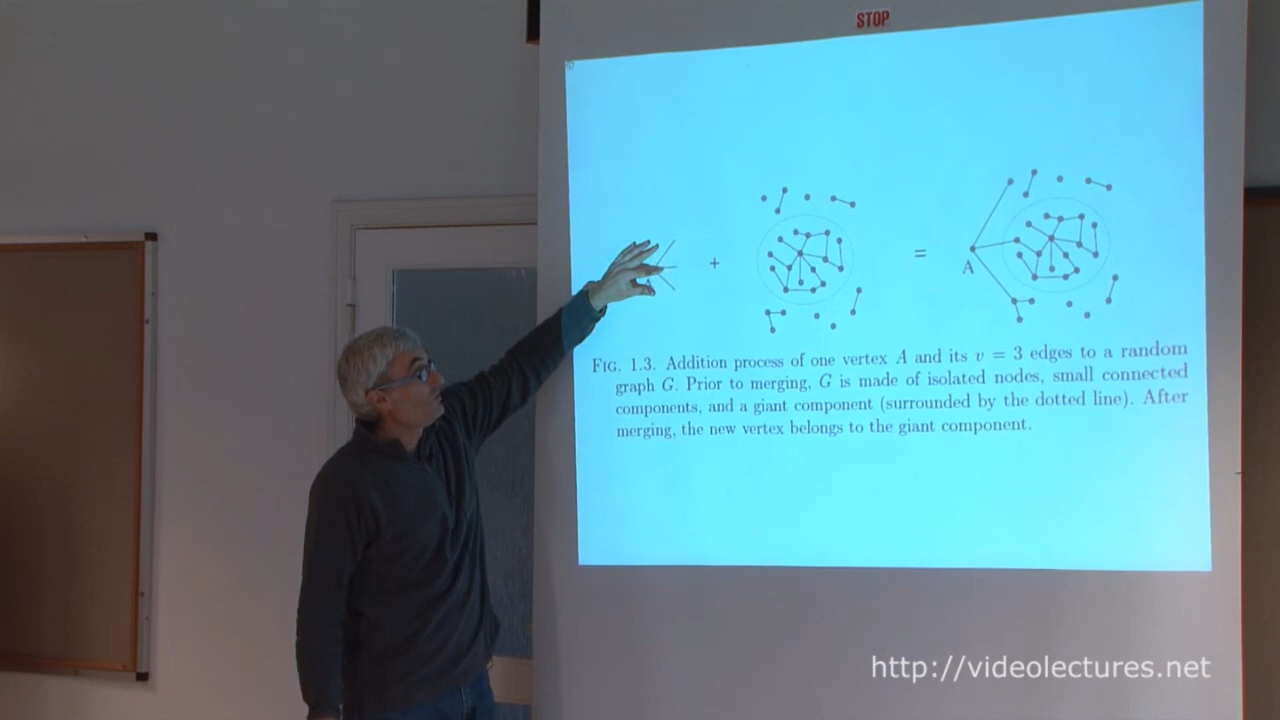 STOP
+
=
A
FIG. 1.3. Addition process of one vertex A and its v = 3 edges to a random
graph G. Prior to merging, G is made of isolated nodes, small connected
components, and a giant component (surrounded by the dotted line). After
merging, the new vertex belongs to the giant component.
http://videolectures.net